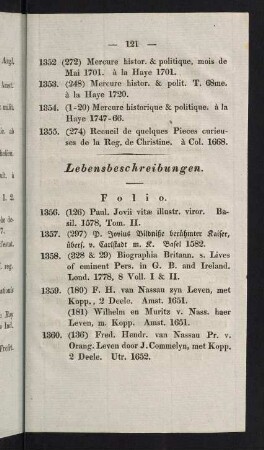 — 121 —
1352 (272) Mercure histor. & politique, mois de
Mai 1701. à la Haye 1701.
1353. (248) Mercure histor. & polit. T. 68me.
à la Haye 1720.
1354. (1-20) Mercure historique & politique. à la
Haye 1747-66.
1355. (274) Recueil de quelques Pieces curieu-
ses de la Reg. de Christine. à Col. 1668.
Lebensbeschreibungen.
Folio.
1356. (126) Paul. Jovii vitæ illustr. viror. Ba-
sil. 1578, Tom. II.
1357. (297) P. Jovius Bildnisse berühmter Kaiser,
übers. v. Carlstadt m. K. Basel 1582.
1358. (328 & 29) Biographia Britann. s. Lives
of eminent Pers. in G. B. and Ireland.
Lond. 1778, 8 Voll. I & II.
1359. (180) F. H. van Nassau zyn Leven, met
Kopp., 2 Deele. Amst. 1651.
(181) Wilhelm en Muritz v. Nass. haer
Leven, m. Kopp. Amst. 1651.
1360. (136) Fred. Hendr. van Nassau Pr. v.
Orang. Leven door J. Commelyn, met Kopp.
2 Deele. Utr. 1652.